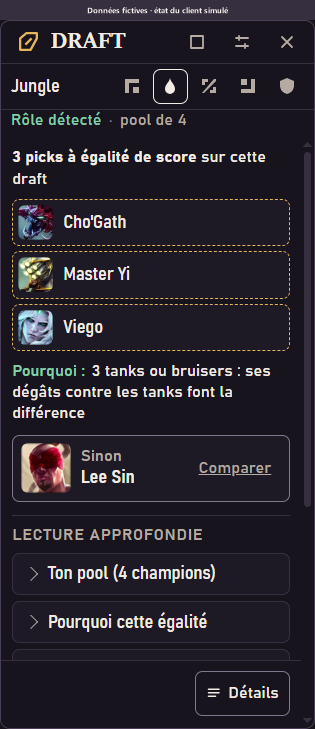 Données fictives · état du client simulé
DRAFT
Jungle
Rôle détecté · pool de 4
3 picks à égalité de score sur cette
draft
Cho'Gath
Master Yi
Viego
Pourquoi : 3 tanks ou bruisers : ses
dégâts contre les tanks font la
différence
Sinon
Lee Sin
Comparer
LECTURE APPROFONDIE
Ton pool (4 champions)
Pourquoi cette égalité
Détails